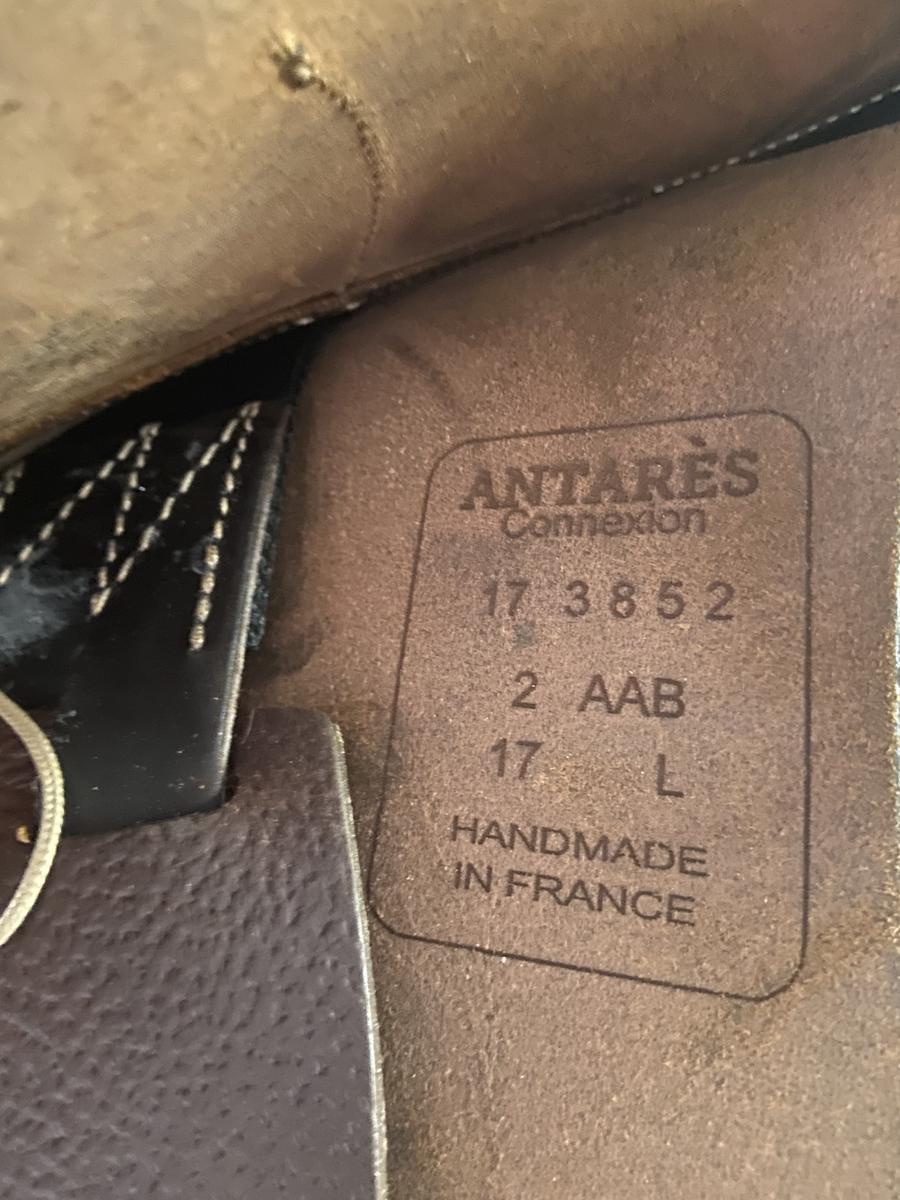 ANTARÈS
Connexion
17 3852
2 AAB
17 L
HANDMADE
IN FRANCE